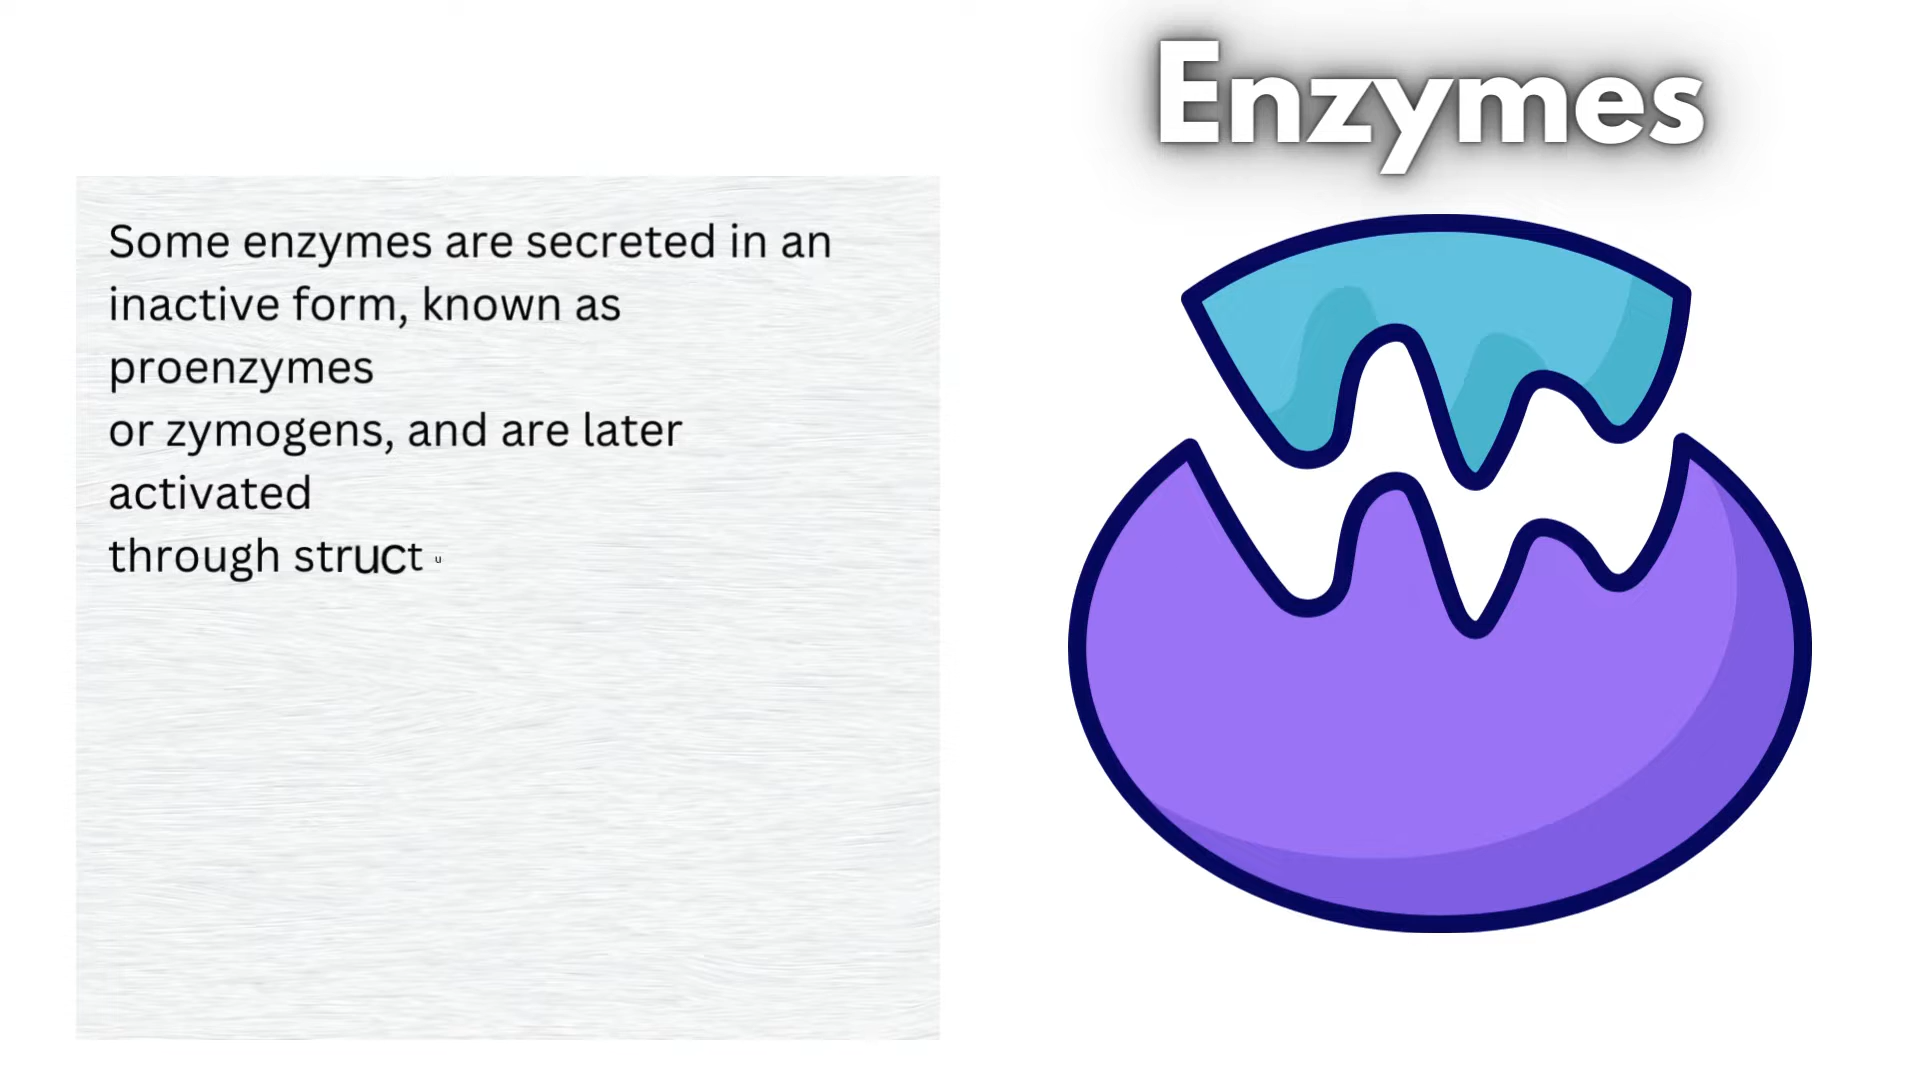 Enzymes
Some enzymes are secreted in an
inactive form, known as
proenzymes
or zymogens, and are later
activated
through struct u